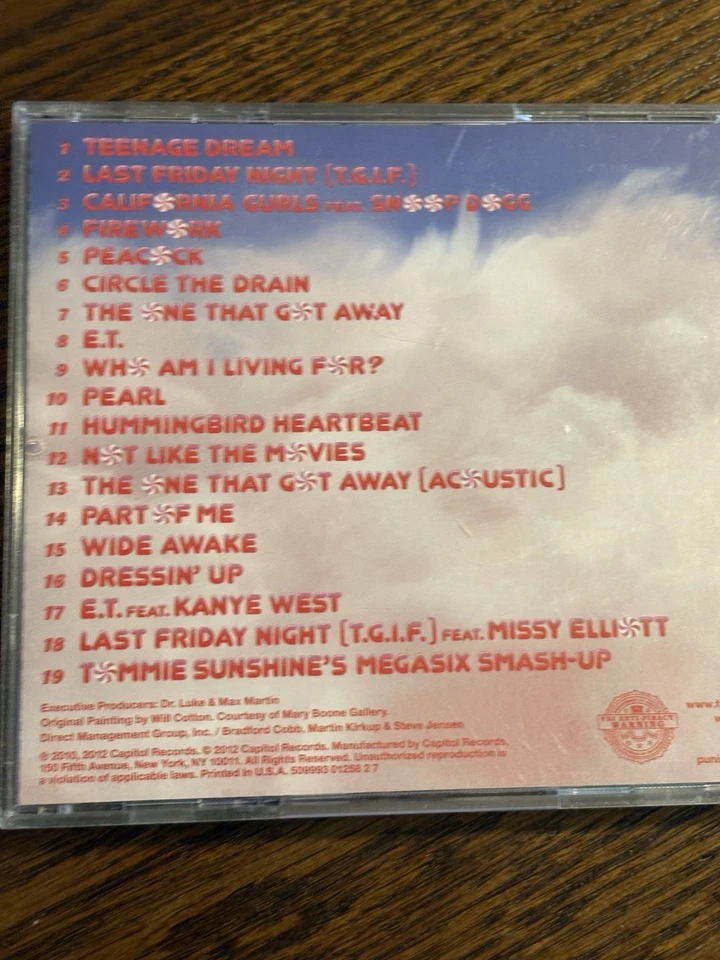 1 TEENAGE DREAM
2 LAST FRIDAY NIGHT (T.G.I.F.)
3 CALIFORNIA GURLS FEAT. SNOOP DOGG
4 FIREWORK
5 PEACOCK
6 CIRCLE THE DRAIN
7 THE ONE THAT GOT AWAY
8 E.T.
9 WHO AM I LIVING FOR?
10 PEARL
11 HUMMINGBIRD HEARTBEAT
12 NOT LIKE THE MOVIES
13 THE ONE THAT GOT AWAY (ACOUSTIC)
14 PART OF ME
15 WIDE AWAKE
16 DRESSIN' UP
17 E.T. FEAT. KANYE WEST
18 LAST FRIDAY NIGHT (T.G.I.F.) FEAT. MISSY ELLIOTT
19 TOMMIE SUNSHINE'S MEGASIX SMASH-UP
Executive Producers: Dr. Luke & Max Martin
Original Painting by Will Cotton. Courtesy of Mary Boone Gallery.
Direct Management Group, Inc. / Bradford Cobb, Martin Kirkup & Steve Jensen
℗ 2010, 2012 Capitol Records. © 2012 Capitol Records. Manufactured by Capitol Records,
150 Fifth Avenue, New York, NY 10011. All Rights Reserved. Unauthorized reproduction is
a violation of applicable laws. Printed in U.S.A. 509993 01256 2 7
FBI ANTI-PIRACY
WARNING